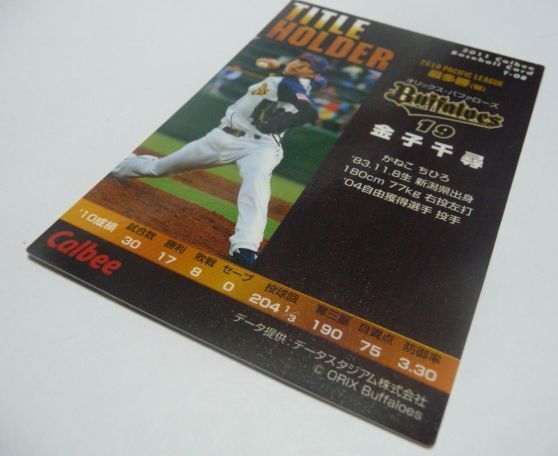 TITLE
HOLDER
2011 Calbee
Baseball Card
T-06
2010 PACIFIC LEAGUE
最多勝(初)
オリックス・バファローズ
Buffaloes
19
金子千尋
かねこ ちひろ
'83.11.8生 新潟県出身
180cm 77kg 右投左打
'04自由獲得選手 投手
'10成績 試合数 勝利 敗戦 セーブ 投球回 奪三振 自責点 防御率
30 17 8 0 204 1/3 190 75 3.30
Calbee
データ提供:データスタジアム株式会社
© ORIX Buffaloes